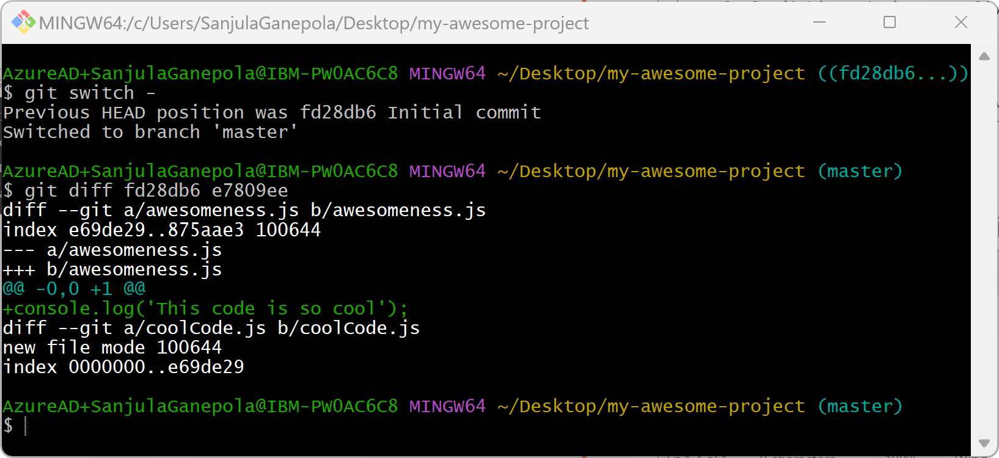 MINGW64:/c/Users/SanjulaGanepola/Desktop/my-awesome-project
AzureAD+SanjulaGanepola@IBM-PW0AC6C8 MINGW64 ~/Desktop/my-awesome-project ((fd28db6...))
$ git switch -
Previous HEAD position was fd28db6 Initial commit
Switched to branch 'master'
AzureAD+SanjulaGanepola@IBM-PW0AC6C8 MINGW64 ~/Desktop/my-awesome-project (master)
$ git diff fd28db6 e7809ee
diff --git a/awesomeness.js b/awesomeness.js
index e69de29..875aae3 100644
--- a/awesomeness.js
+++ b/awesomeness.js
@@ -0,0 +1 @@
+console.log('This code is so cool');
diff --git a/coolCode.js b/coolCode.js
new file mode 100644
index 0000000..e69de29
AzureAD+SanjulaGanepola@IBM-PW0AC6C8 MINGW64 ~/Desktop/my-awesome-project (master)
$